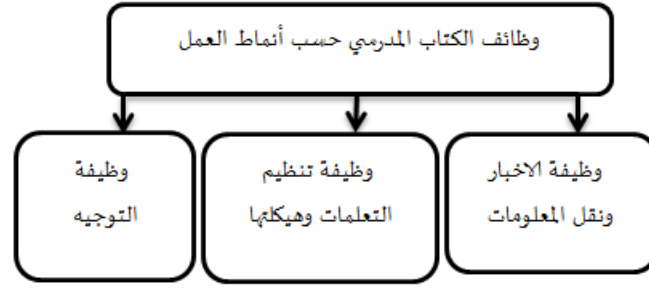 وظائف الكتاب المدرسي حسب أنماط العمل
وظيفة الاخبار
ونقل المعلومات
وظيفة تنظيم
التعلمات وهيكلتها
وظيفة
التوجيه